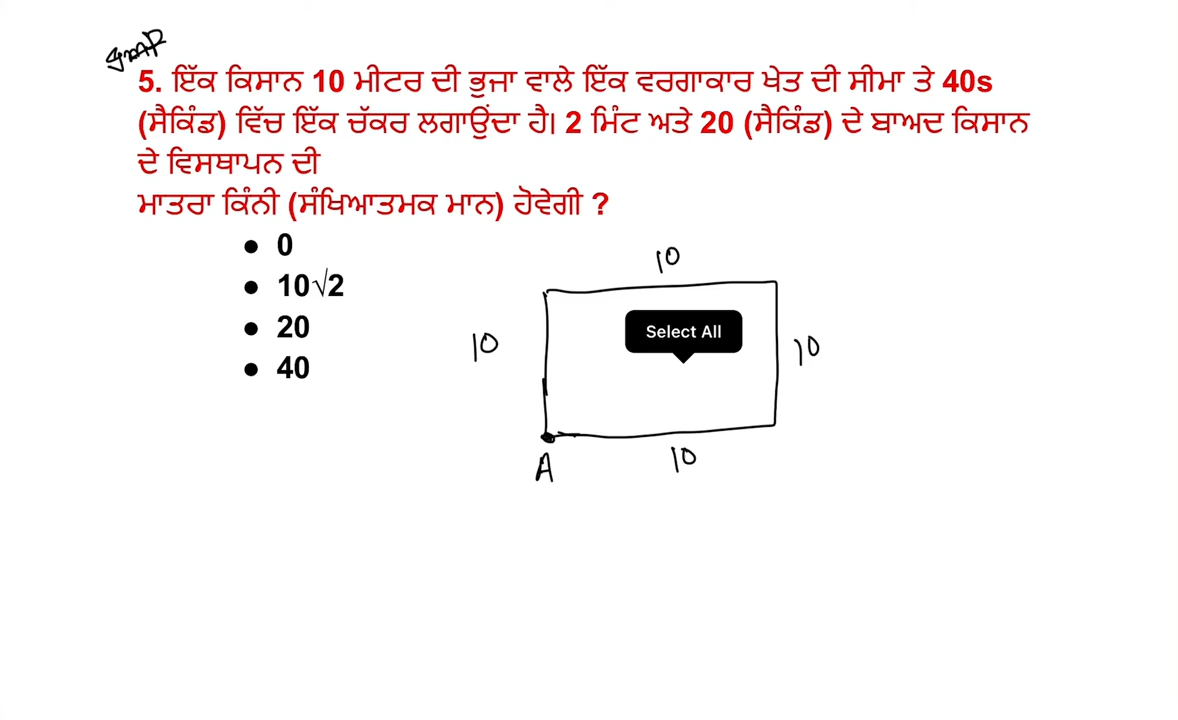 5. ਇੱਕ ਕਿਸਾਨ 10 ਮੀਟਰ ਦੀ ਭੁਜਾ ਵਾਲੇ ਇੱਕ ਵਰਗਾਕਾਰ ਖੇਤ ਦੀ ਸੀਮਾ ਤੇ 40s
(ਸੈਕਿੰਡ) ਵਿੱਚ ਇੱਕ ਚੱਕਰ ਲਗਾਉਂਦਾ ਹੈ। 2 ਮਿੰਟ ਅਤੇ 20 (ਸੈਕਿੰਡ) ਦੇ ਬਾਅਦ ਕਿਸਾਨ
ਦੇ ਵਿਸਥਾਪਨ ਦੀ
ਮਾਤਰਾ ਕਿੰਨੀ (ਸੰਖਿਆਤਮਕ ਮਾਨ) ਹੋਵੇਗੀ ?
● 0
● 10√2
● 20
● 40
10
Select All
10
10
10
A